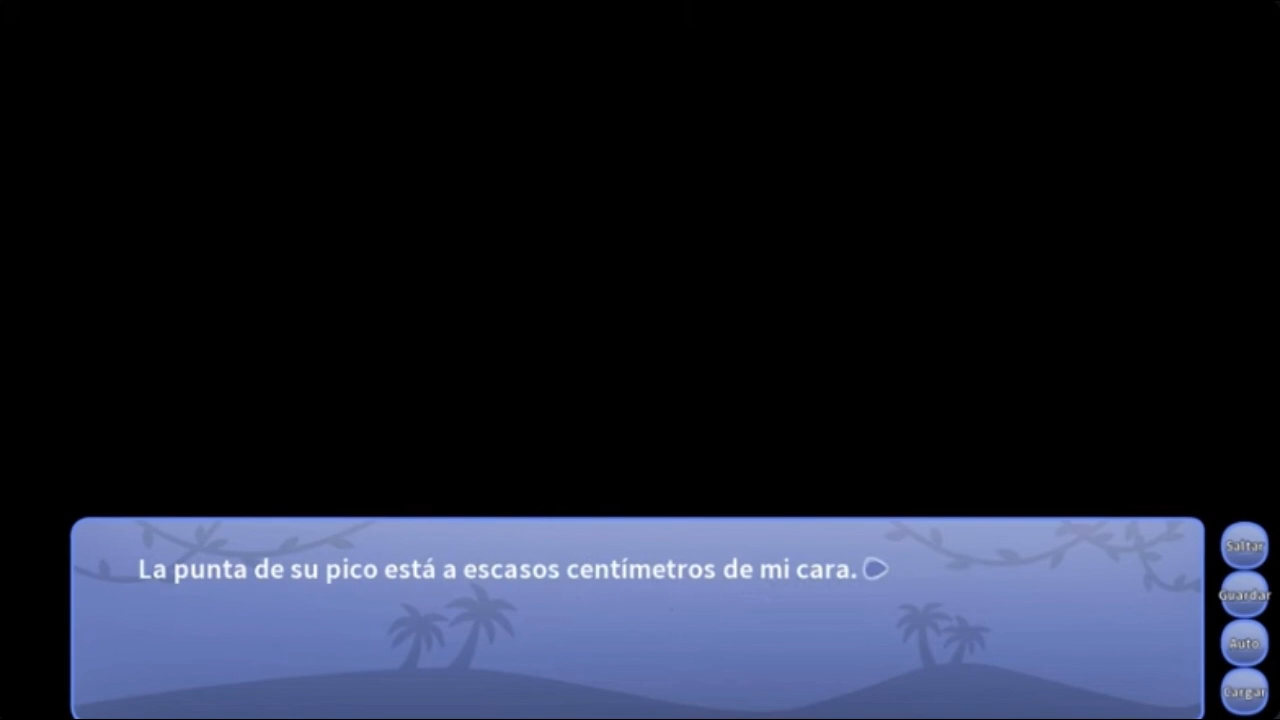 La punta de su pico está a escasos centímetros de mi cara.
Saltar
Guardar
Auto
Cargar